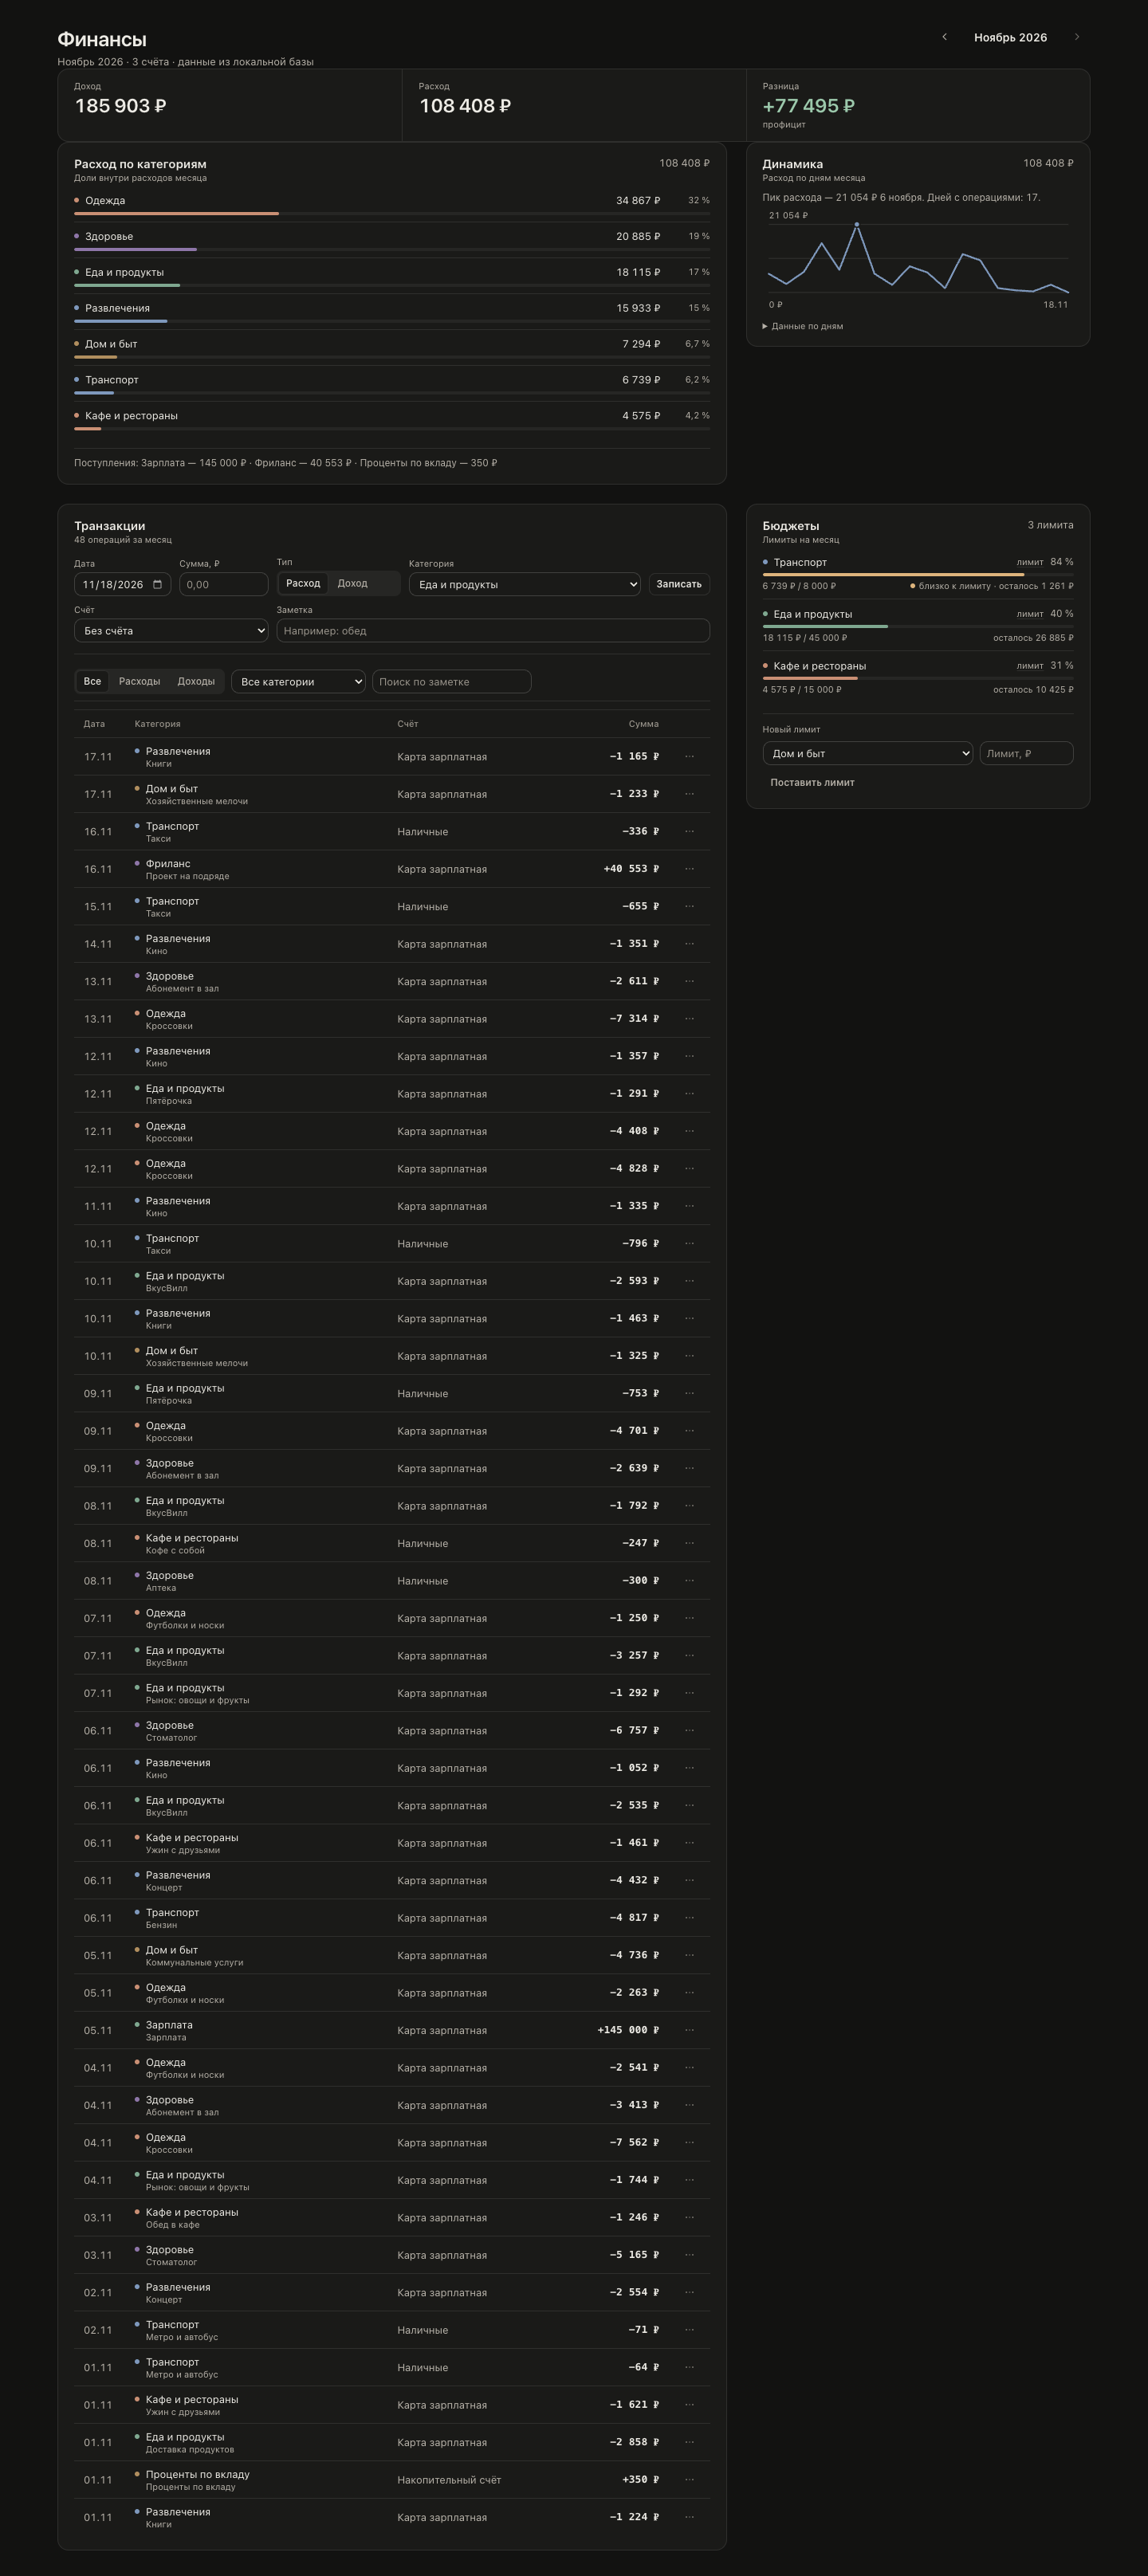 Финансы
Ноябрь 2026 · 3 счёта · данные из локальной базы
‹ Ноябрь 2026 ›
Доход
185 903 ₽
Расход
108 408 ₽
Разница
+77 495 ₽
профицит
Расход по категориям 108 408 ₽
Доли внутри расходов месяца
Одежда 34 867 ₽ 32 %
Здоровье 20 885 ₽ 19 %
Еда и продукты 18 115 ₽ 17 %
Развлечения 15 933 ₽ 15 %
Дом и быт 7 294 ₽ 6,7 %
Транспорт 6 739 ₽ 6,2 %
Кафе и рестораны 4 575 ₽ 4,2 %
Поступления: Зарплата — 145 000 ₽ · Фриланс — 40 553 ₽ · Проценты по вкладу — 350 ₽
Динамика 108 408 ₽
Расход по дням месяца
Пик расхода — 21 054 ₽ 6 ноября. Дней с операциями: 17.
21 054 ₽
0 ₽ 18.11
Данные по дням
Транзакции
48 операций за месяц
Дата Сумма, ₽ Тип Категория
11/18/2026 0,00 Расход Доход Еда и продукты Записать
Счёт Заметка
Без счёта Например: обед
Все Расходы Доходы Все категории Поиск по заметке
Дата Категория Счёт Сумма
17.11 Развлечения Карта зарплатная −1 165 ₽ ···
Книги
17.11 Дом и быт Карта зарплатная −1 233 ₽ ···
Хозяйственные мелочи
16.11 Транспорт Наличные −336 ₽ ···
Такси
16.11 Фриланс Карта зарплатная +40 553 ₽ ···
Проект на подряде
15.11 Транспорт Наличные −655 ₽ ···
Такси
14.11 Развлечения Карта зарплатная −1 351 ₽ ···
Кино
13.11 Здоровье Карта зарплатная −2 611 ₽ ···
Абонемент в зал
13.11 Одежда Карта зарплатная −7 314 ₽ ···
Кроссовки
12.11 Развлечения Карта зарплатная −1 357 ₽ ···
Кино
12.11 Еда и продукты Карта зарплатная −1 291 ₽ ···
Пятёрочка
12.11 Одежда Карта зарплатная −4 408 ₽ ···
Кроссовки
12.11 Одежда Карта зарплатная −4 828 ₽ ···
Кроссовки
11.11 Развлечения Карта зарплатная −1 335 ₽ ···
Кино
10.11 Транспорт Наличные −796 ₽ ···
Такси
10.11 Еда и продукты Карта зарплатная −2 593 ₽ ···
ВкусВилл
10.11 Развлечения Карта зарплатная −1 463 ₽ ···
Книги
10.11 Дом и быт Карта зарплатная −1 325 ₽ ···
Хозяйственные мелочи
09.11 Еда и продукты Наличные −753 ₽ ···
Пятёрочка
09.11 Одежда Карта зарплатная −4 701 ₽ ···
Кроссовки
09.11 Здоровье Карта зарплатная −2 639 ₽ ···
Абонемент в зал
08.11 Еда и продукты Карта зарплатная −1 792 ₽ ···
ВкусВилл
08.11 Кафе и рестораны Наличные −247 ₽ ···
Кофе с собой
08.11 Здоровье Наличные −300 ₽ ···
Аптека
07.11 Одежда Карта зарплатная −1 250 ₽ ···
Футболки и носки
07.11 Еда и продукты Карта зарплатная −3 257 ₽ ···
ВкусВилл
07.11 Еда и продукты Карта зарплатная −1 292 ₽ ···
Рынок: овощи и фрукты
06.11 Здоровье Карта зарплатная −6 757 ₽ ···
Стоматолог
06.11 Развлечения Карта зарплатная −1 052 ₽ ···
Кино
06.11 Еда и продукты Карта зарплатная −2 535 ₽ ···
ВкусВилл
06.11 Кафе и рестораны Карта зарплатная −1 461 ₽ ···
Ужин с друзьями
06.11 Развлечения Карта зарплатная −4 432 ₽ ···
Концерт
06.11 Транспорт Карта зарплатная −4 817 ₽ ···
Бензин
05.11 Дом и быт Карта зарплатная −4 736 ₽ ···
Коммунальные услуги
05.11 Одежда Карта зарплатная −2 263 ₽ ···
Футболки и носки
05.11 Зарплата Карта зарплатная +145 000 ₽ ···
Зарплата
04.11 Одежда Карта зарплатная −2 541 ₽ ···
Футболки и носки
04.11 Здоровье Карта зарплатная −3 413 ₽ ···
Абонемент в зал
04.11 Одежда Карта зарплатная −7 562 ₽ ···
Кроссовки
04.11 Еда и продукты Карта зарплатная −1 744 ₽ ···
Рынок: овощи и фрукты
03.11 Кафе и рестораны Карта зарплатная −1 246 ₽ ···
Обед в кафе
03.11 Здоровье Карта зарплатная −5 165 ₽ ···
Стоматолог
02.11 Развлечения Карта зарплатная −2 554 ₽ ···
Концерт
02.11 Транспорт Наличные −71 ₽ ···
Метро и автобус
01.11 Транспорт Наличные −64 ₽ ···
Метро и автобус
01.11 Кафе и рестораны Карта зарплатная −1 621 ₽ ···
Ужин с друзьями
01.11 Еда и продукты Карта зарплатная −2 858 ₽ ···
Доставка продуктов
01.11 Проценты по вкладу Накопительный счёт +350 ₽ ···
Проценты по вкладу
01.11 Развлечения Карта зарплатная −1 224 ₽ ···
Книги
Бюджеты 3 лимита
Лимиты на месяц
Транспорт лимит 84 %
6 739 ₽ / 8 000 ₽ близко к лимиту · осталось 1 261 ₽
Еда и продукты лимит 40 %
18 115 ₽ / 45 000 ₽ осталось 26 885 ₽
Кафе и рестораны лимит 31 %
4 575 ₽ / 15 000 ₽ осталось 10 425 ₽
Новый лимит
Дом и быт Лимит, ₽
Поставить лимит